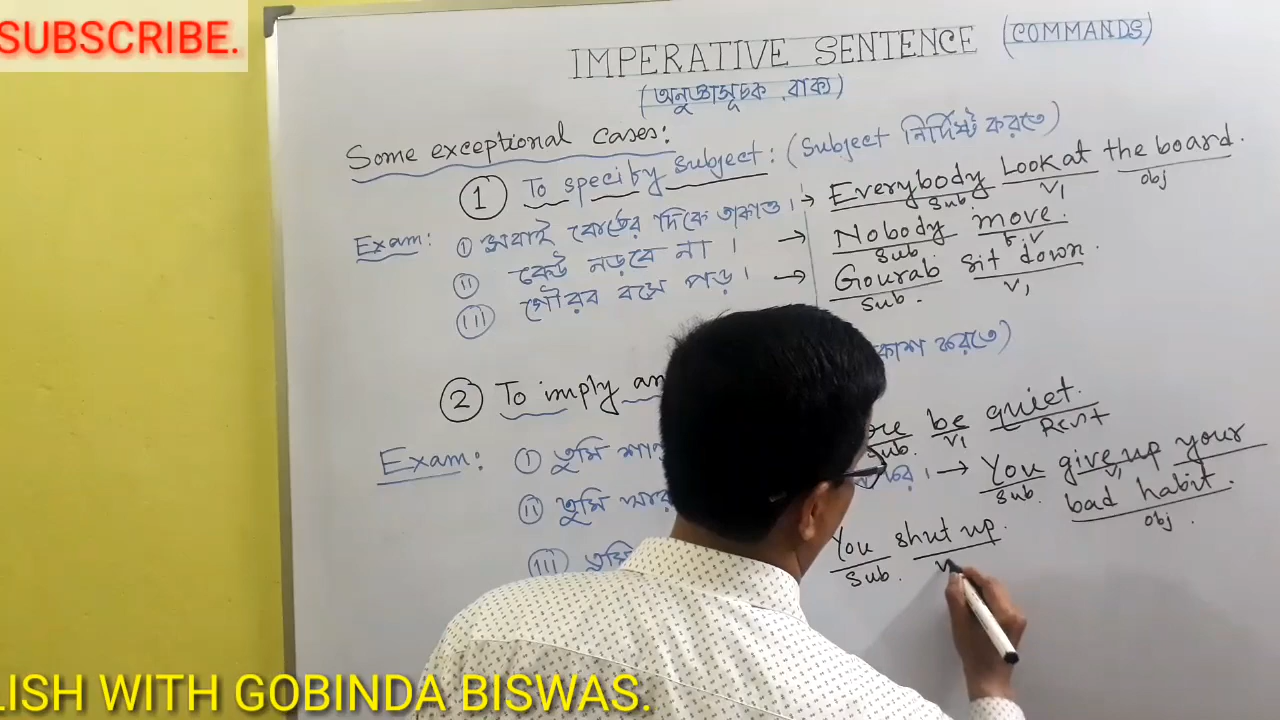 SUBSCRIBE.
IMPERATIVE SENTENCE (COMMANDS)
(অনুজ্ঞাসূচক বাক্য)
Some exceptional cases:
① To specify subject: (Subject নির্দিষ্ট করতে)
Exam: ⓘ সবাই বোর্ডের দিকে তাকাও। → Everybody Look at the board.
Sub. V₁ obj
ⓘⓘ কেউ নড়বে না। → Nobody move.
Sub. V
ⓘⓘⓘ গৌরব বসে পড়। → Gourab sit down.
Sub. V₁
② To imply করতে)
Exam: ⓘ তুমি be quiet.
Sub. V₁
ⓘⓘ তুমি → You give up your
Sub. V₁
bad habit.
obj.
ⓘⓘⓘ তুমি You shut up.
Sub. V
LISH WITH GOBINDA BISWAS.